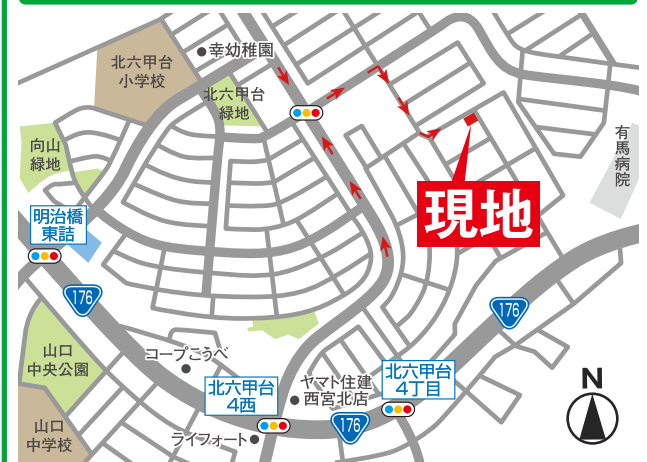 幸幼稚園
北六甲台
小学校
北六甲台
緑地
向山
緑地
有馬病院
明治橋
東詰
現地
176
176
山口
中央公園
コープこうべ
北六甲台
4西
ヤマト住建
西宮北店
北六甲台
4丁目
N
176
山口
中学校
ライフォート